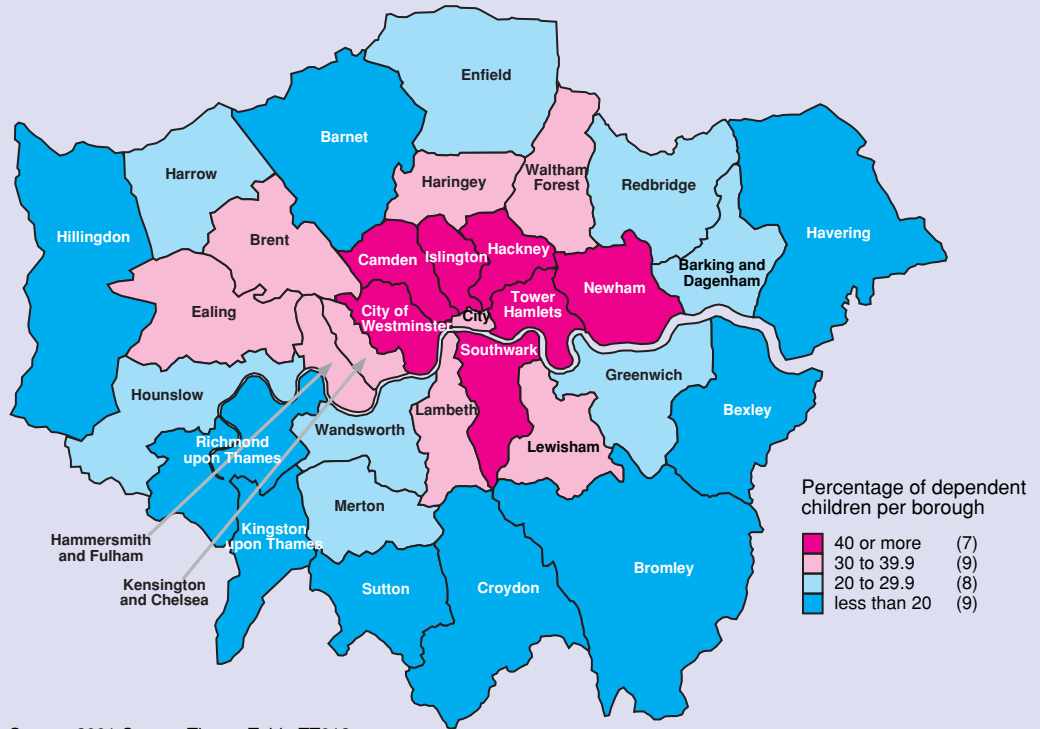 Enfield
Barnet
Harrow
Haringey
Waltham
Forest
Redbridge
Hillingdon
Brent
Camden
Islington
Hackney
Havering
Barking and
Dagenham
Newham
Ealing
City of
Westminster
City
Tower
Hamlets
Southwark
Greenwich
Hounslow
Lambeth
Bexley
Wandsworth
Richmond
upon Thames
Lewisham
Merton
Kingston
upon Thames
Hammersmith
and Fulham
Kensington
and Chelsea
Sutton
Croydon
Bromley
Percentage of dependent
children per borough
40 or more (7)
30 to 39.9 (9)
20 to 29.9 (8)
less than 20 (9)